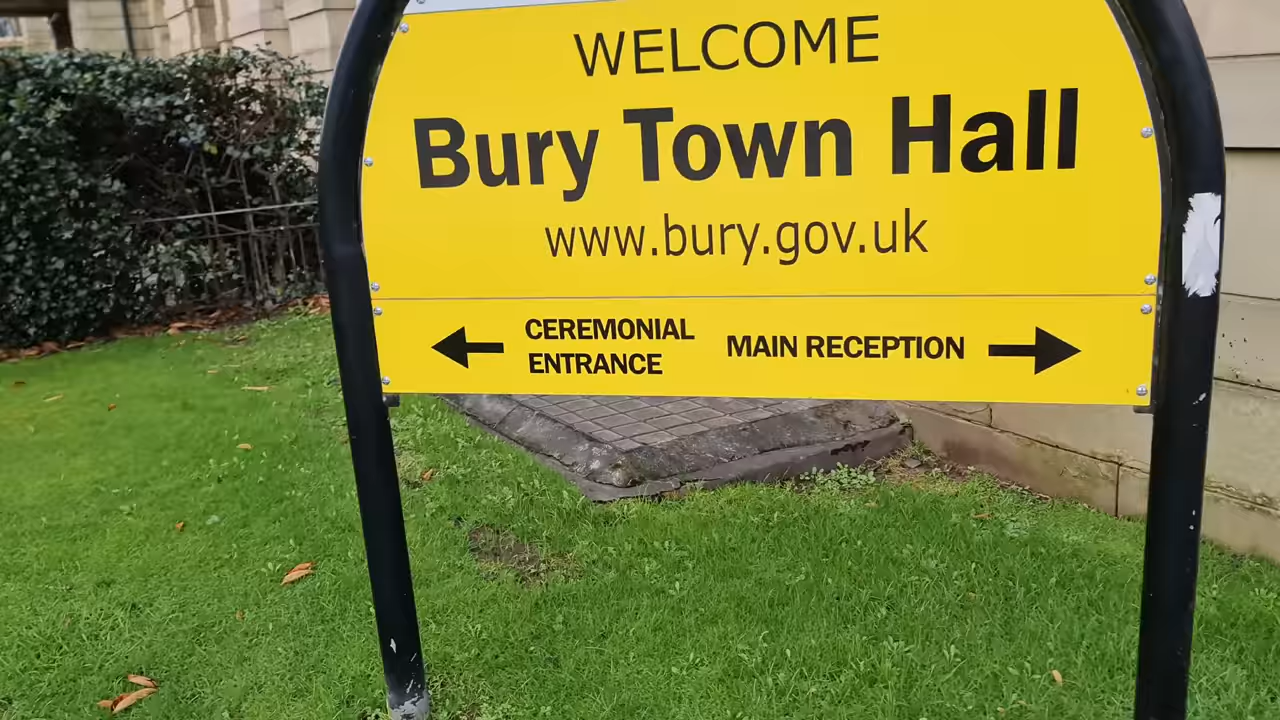 WELCOME
Bury Town Hall
www.bury.gov.uk
CEREMONIAL
ENTRANCE
MAIN RECEPTION